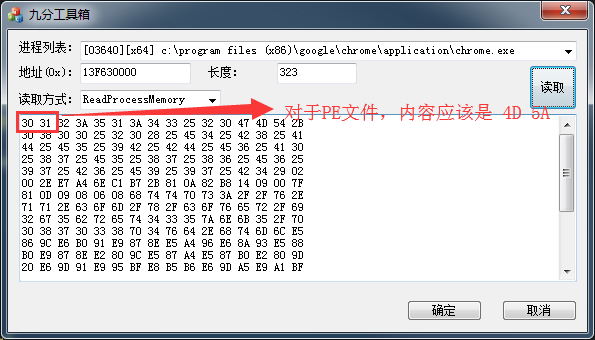 九分工具箱
进程列表: [03640][x64] c:\program files (x86)\google\chrome\application\chrome.exe
地址(0x): 13F630000 长度: 323
读取
读取方式: ReadProcessMemory
对于PE文件，内容应该是 4D 5A
30 31 32 3A 35 31 3A 34 33 25 32 30 47 4D 54 2B
30 38 30 30 25 32 30 28 25 45 34 25 42 38 25 41
44 25 45 35 25 39 42 25 42 44 25 45 36 25 41 30
25 38 37 25 45 35 25 38 37 25 38 36 25 45 36 25
39 37 25 42 36 25 45 39 25 39 37 25 42 34 29 02
00 2E E7 A4 6E C1 B7 2B 81 0A 82 B8 14 09 00 7F
81 0D 09 08 06 08 68 74 74 70 73 3A 2F 2F 76 2E
71 71 2E 63 6F 6D 2F 78 2F 63 6F 76 65 72 2F 69
32 67 35 62 72 65 74 34 33 35 7A 6E 6B 35 2F 70
30 38 37 30 33 38 70 34 76 64 2E 68 74 6D 6C E5
86 9C E6 B0 91 E9 87 8E E5 A4 96 E6 8A 93 E5 88
B0 E9 87 8E E2 80 9C E5 87 A4 E5 87 B0 E2 80 9D
20 E6 9D 91 E9 95 BF E8 B5 B6 E6 9D A5 E9 A1 BF
确定 取消